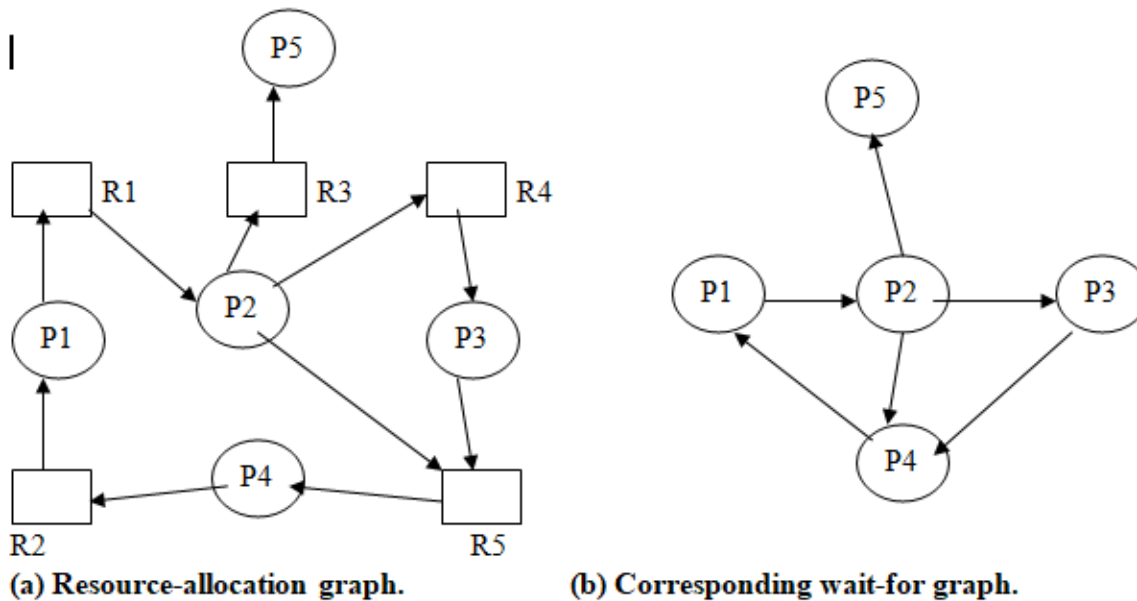 P5
P5
R1
R3
R4
P1
P2
P3
P1
P2
P3
P4
P4
R2
R5
(a) Resource-allocation graph.
(b) Corresponding wait-for graph.